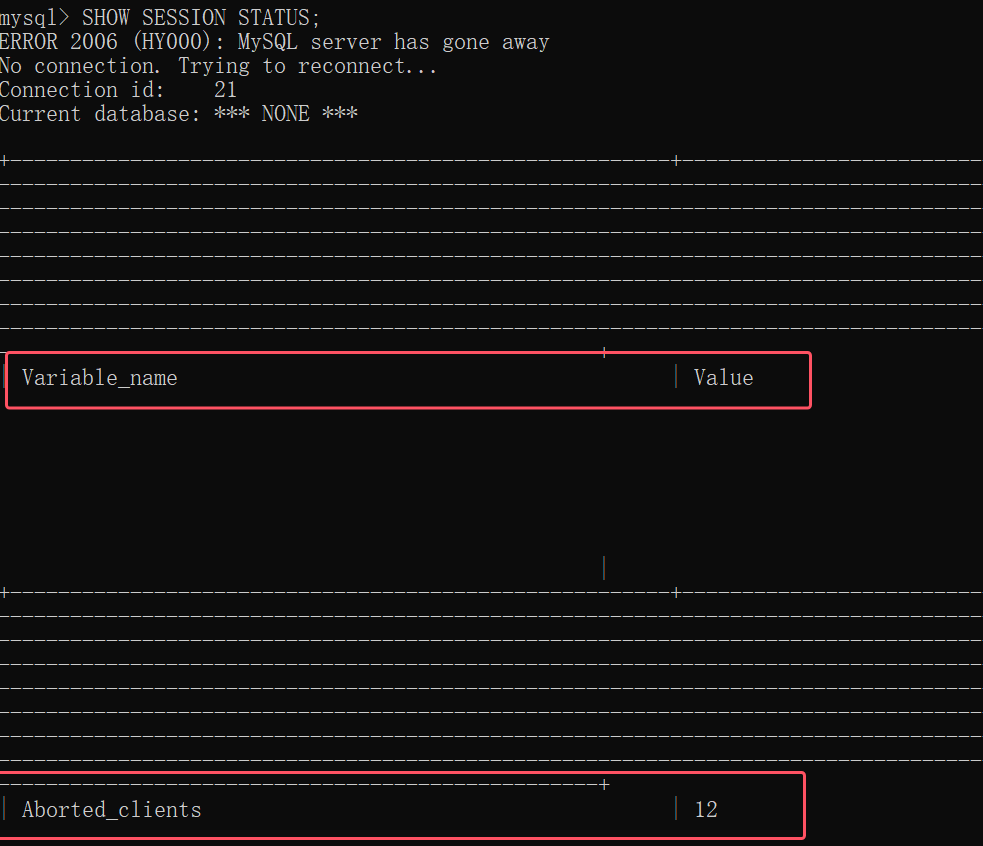 mysql> SHOW SESSION STATUS;
ERROR 2006 (HY000): MySQL server has gone away
No connection. Trying to reconnect...
Connection id:    21
Current database: *** NONE ***
| Variable_name | Value
|
| Aborted_clients | 12